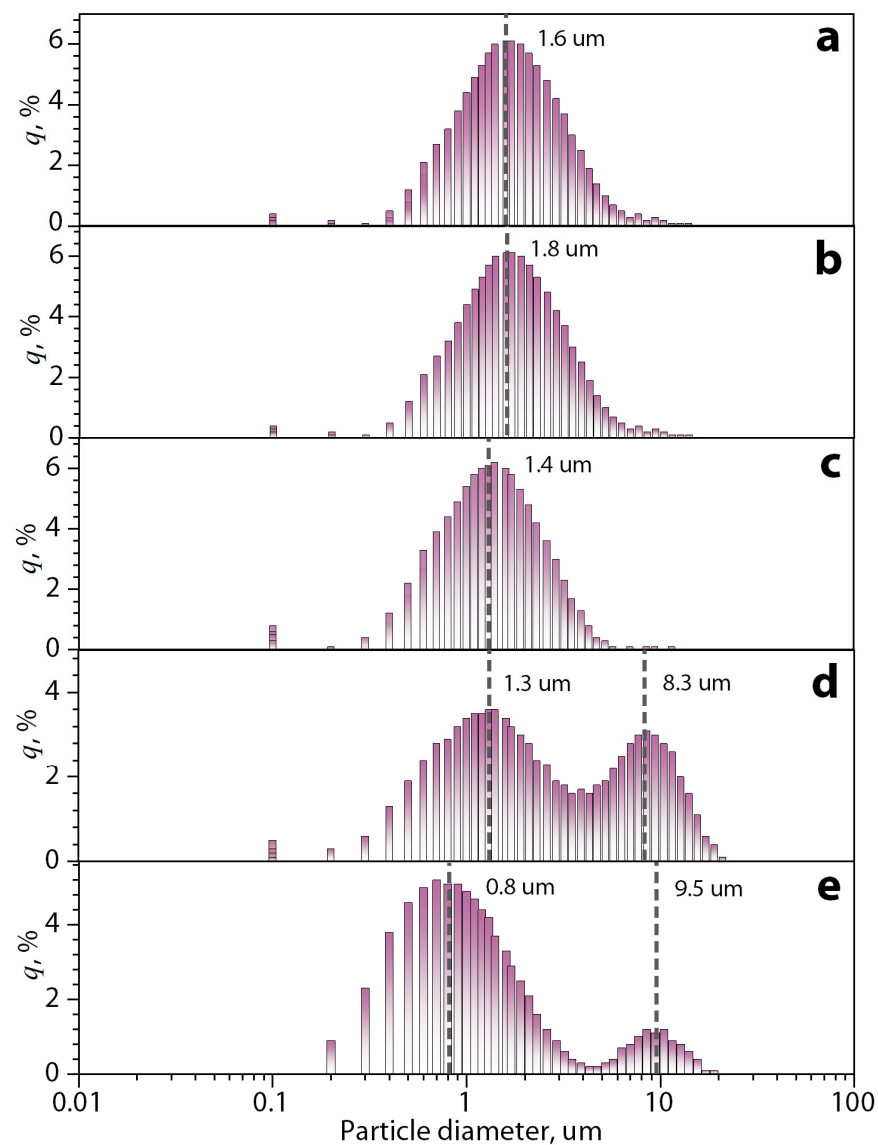 a
1.6 um
6
4
2
0
q, %
b
1.8 um
6
4
2
0
q, %
c
1.4 um
6
4
2
0
q, %
d
1.3 um 8.3 um
4
2
0
q, %
e
0.8 um 9.5 um
4
2
0
q, %
0.01 0.1 1 10 100
Particle diameter, um